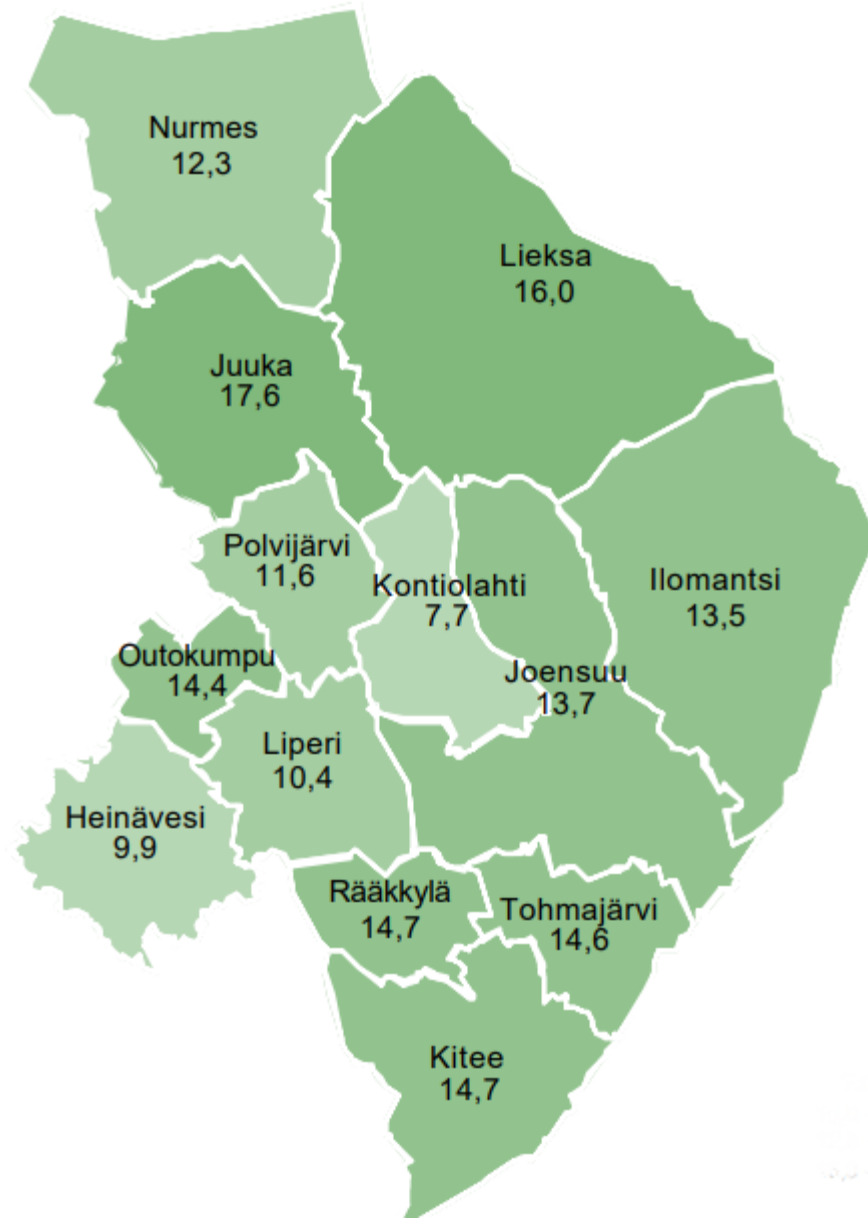 Nurmes
12,3
Lieksa
16,0
Juuka
17,6
Polvijärvi
11,6
Kontiolahti
7,7
Ilomantsi
13,5
Outokumpu
14,4
Joensuu
13,7
Liperi
10,4
Heinävesi
9,9
Rääkkylä
14,7
Tohmajärvi
14,6
Kitee
14,7